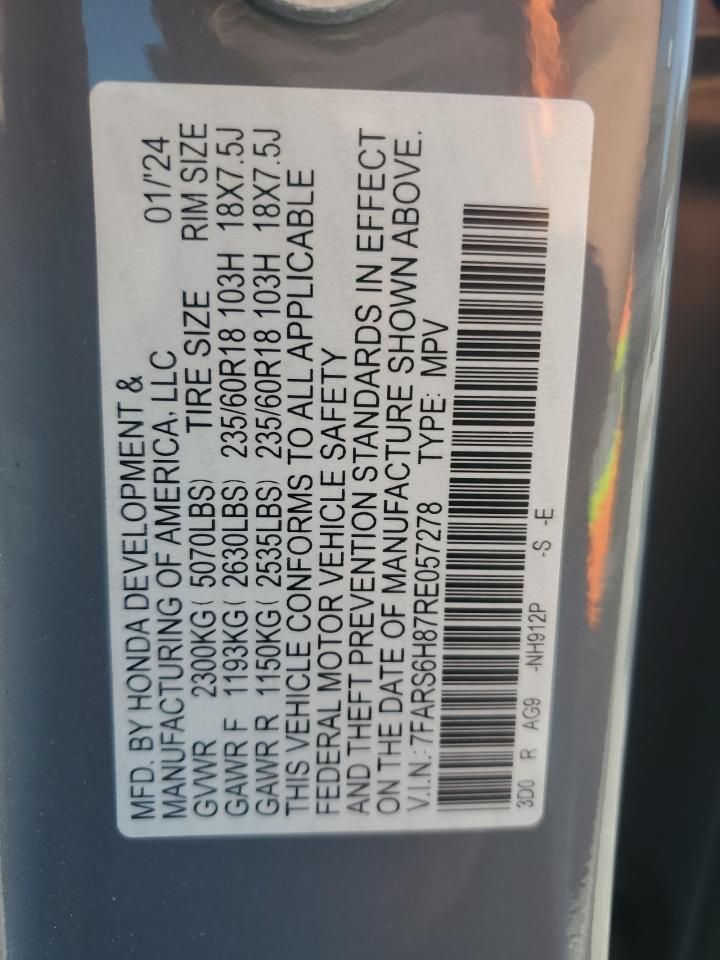 MFD. BY HONDA DEVELOPMENT &
MANUFACTURING OF AMERICA, LLC 01/'24
GVWR 2300KG ( 5070LBS) TIRE SIZE RIM SIZE
GAWR F 1193KG ( 2630LBS) 235/60R18 103H 18X7.5J
GAWR R 1150KG ( 2535LBS) 235/60R18 103H 18X7.5J
THIS VEHICLE CONFORMS TO ALL APPLICABLE
FEDERAL MOTOR VEHICLE SAFETY
AND THEFT PREVENTION STANDARDS IN EFFECT
ON THE DATE OF MANUFACTURE SHOWN ABOVE.
V.I.N.: 7FARS6H87RE057278 TYPE: MPV
3D0 R AG9 -NH912P -S -E